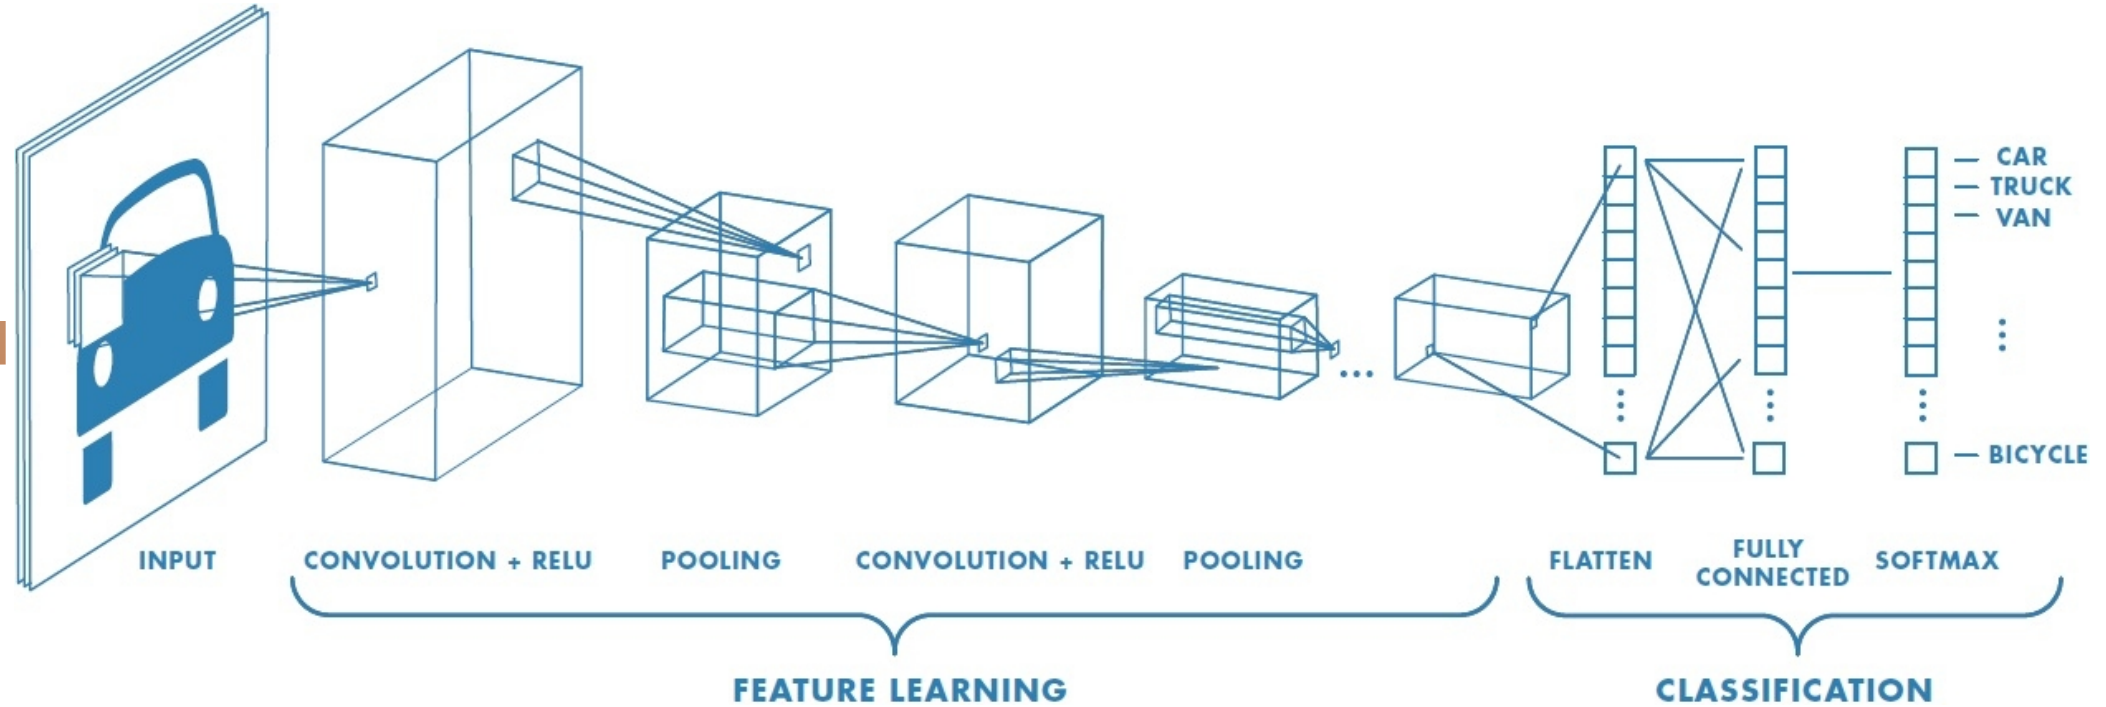 CAR
TRUCK
VAN
BICYCLE
INPUT
CONVOLUTION + RELU
POOLING
CONVOLUTION + RELU
POOLING
FLATTEN
FULLY
CONNECTED
SOFTMAX
FEATURE LEARNING
CLASSIFICATION